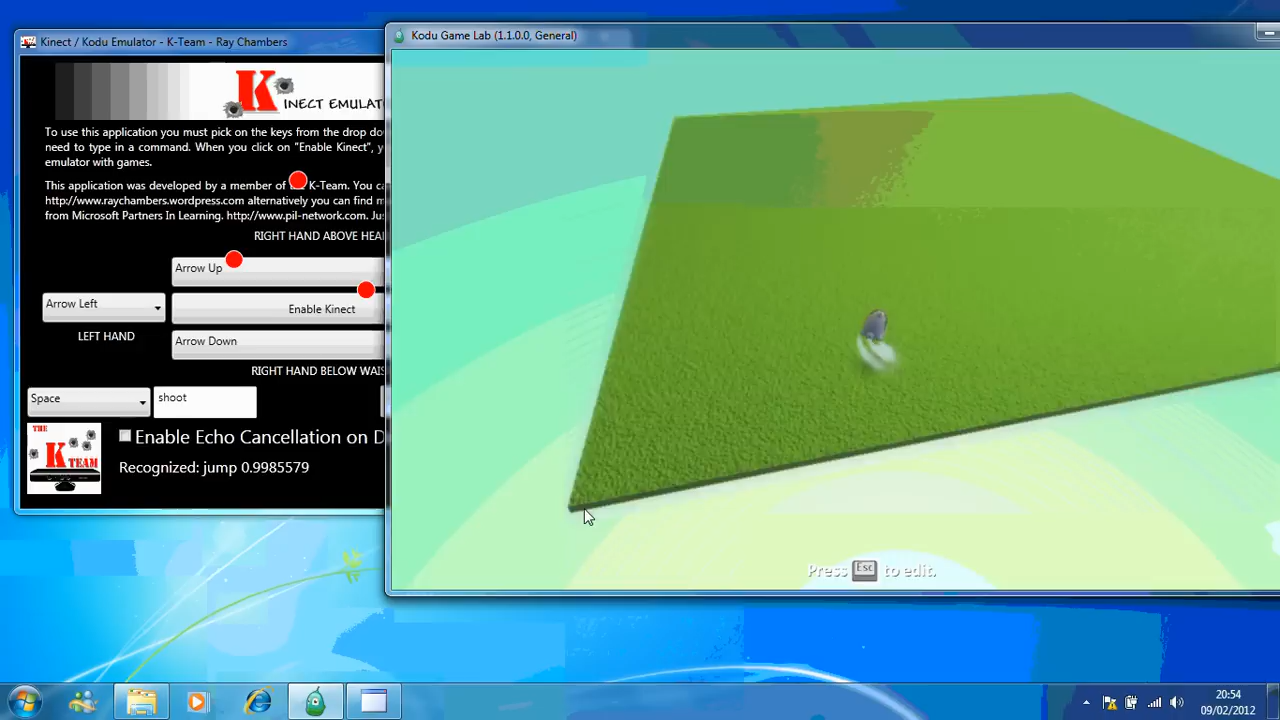 Kinect / Kodu Emulator - K-Team - Ray Chambers
KINECT EMULAT
To use this application you must pick on the keys from the drop do
need to type in a command. When you click on "Enable Kinect", y
emulator with games.
This application was developed by a member of K-Team. You ca
http://www.raychambers.wordpress.com alternatively you can find m
from Microsoft Partners In Learning. http://www.pil-network.com. Jus
RIGHT HAND ABOVE HEA
Arrow Up
Arrow Left
Enable Kinect
LEFT HAND
Arrow Down
RIGHT HAND BELOW WAIS
Space
shoot
THE K TEAM
Enable Echo Cancellation on D
Recognized: jump 0.9985579
Kodu Game Lab (1.1.0.0, General)
Press Esc to edit.
20:54
09/02/2012